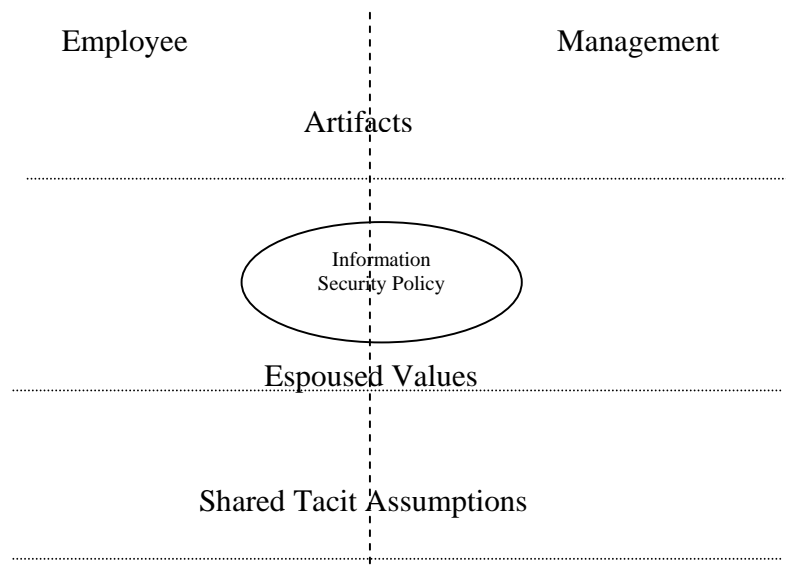 Employee Management
Artifacts
Information
Security Policy
Espoused Values
Shared Tacit Assumptions